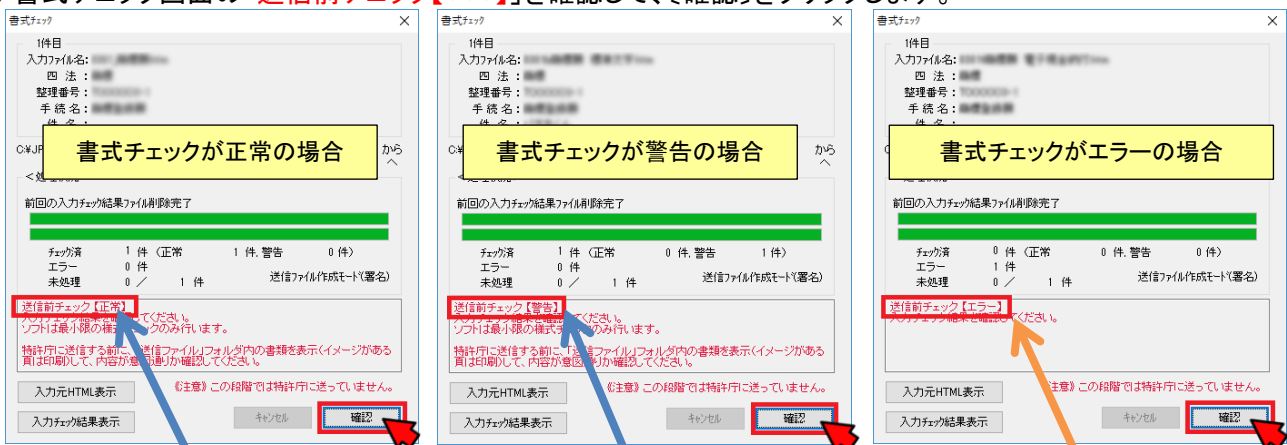 書式チェック画面の「送信前チェック【 】」を確認して、[確認]をクリックします。
書式チェック
1件目
入力ファイル名:
四 法:
整理番号:
手 続 名:
件 名:
書式チェックが正常の場合
から
前回の入力チェック結果ファイル削除完了
チェック済 1 件 (正常 1 件, 警告 0 件)
エラー 0 件
未処理 0 / 1 件 送信ファイル作成モード(署名)
送信前チェック【正常】
入力チェック結果を確認してください。
ソフトは最小限の様式チェックのみ行います。
特許庁に送信する前に、「送信ファイル」フォルダ内の書類を表示(イメージがある
頁は印刷)して、内容が意図通りか確認してください。
入力元HTML表示
《注意》この段階では特許庁に送っていません。
入力チェック結果表示
キャンセル
確認
書式チェック
1件目
入力ファイル名:
四 法:
整理番号:
手 続 名:
件 名:
書式チェックが警告の場合
から
前回の入力チェック結果ファイル削除完了
チェック済 1 件 (正常 0 件, 警告 1 件)
エラー 0 件
未処理 0 / 1 件 送信ファイル作成モード(署名)
送信前チェック【警告】
入力チェック結果を確認してください。
ソフトは最小限の様式チェックのみ行います。
特許庁に送信する前に、「送信ファイル」フォルダ内の書類を表示(イメージがある
頁は印刷)して、内容が意図通りか確認してください。
入力元HTML表示
《注意》この段階では特許庁に送っていません。
入力チェック結果表示
キャンセル
確認
書式チェック
1件目
入力ファイル名:
四 法:
整理番号:
手 続 名:
件 名:
書式チェックがエラーの場合
前回の入力チェック結果ファイル削除完了
チェック済 0 件 (正常 0 件, 警告 0 件)
エラー 1 件
未処理 0 / 1 件 送信ファイル作成モード(署名)
送信前チェック【エラー】
入力チェック結果を確認してください。
入力元HTML表示
《注意》この段階では特許庁に送っていません。
入力チェック結果表示
キャンセル
確認